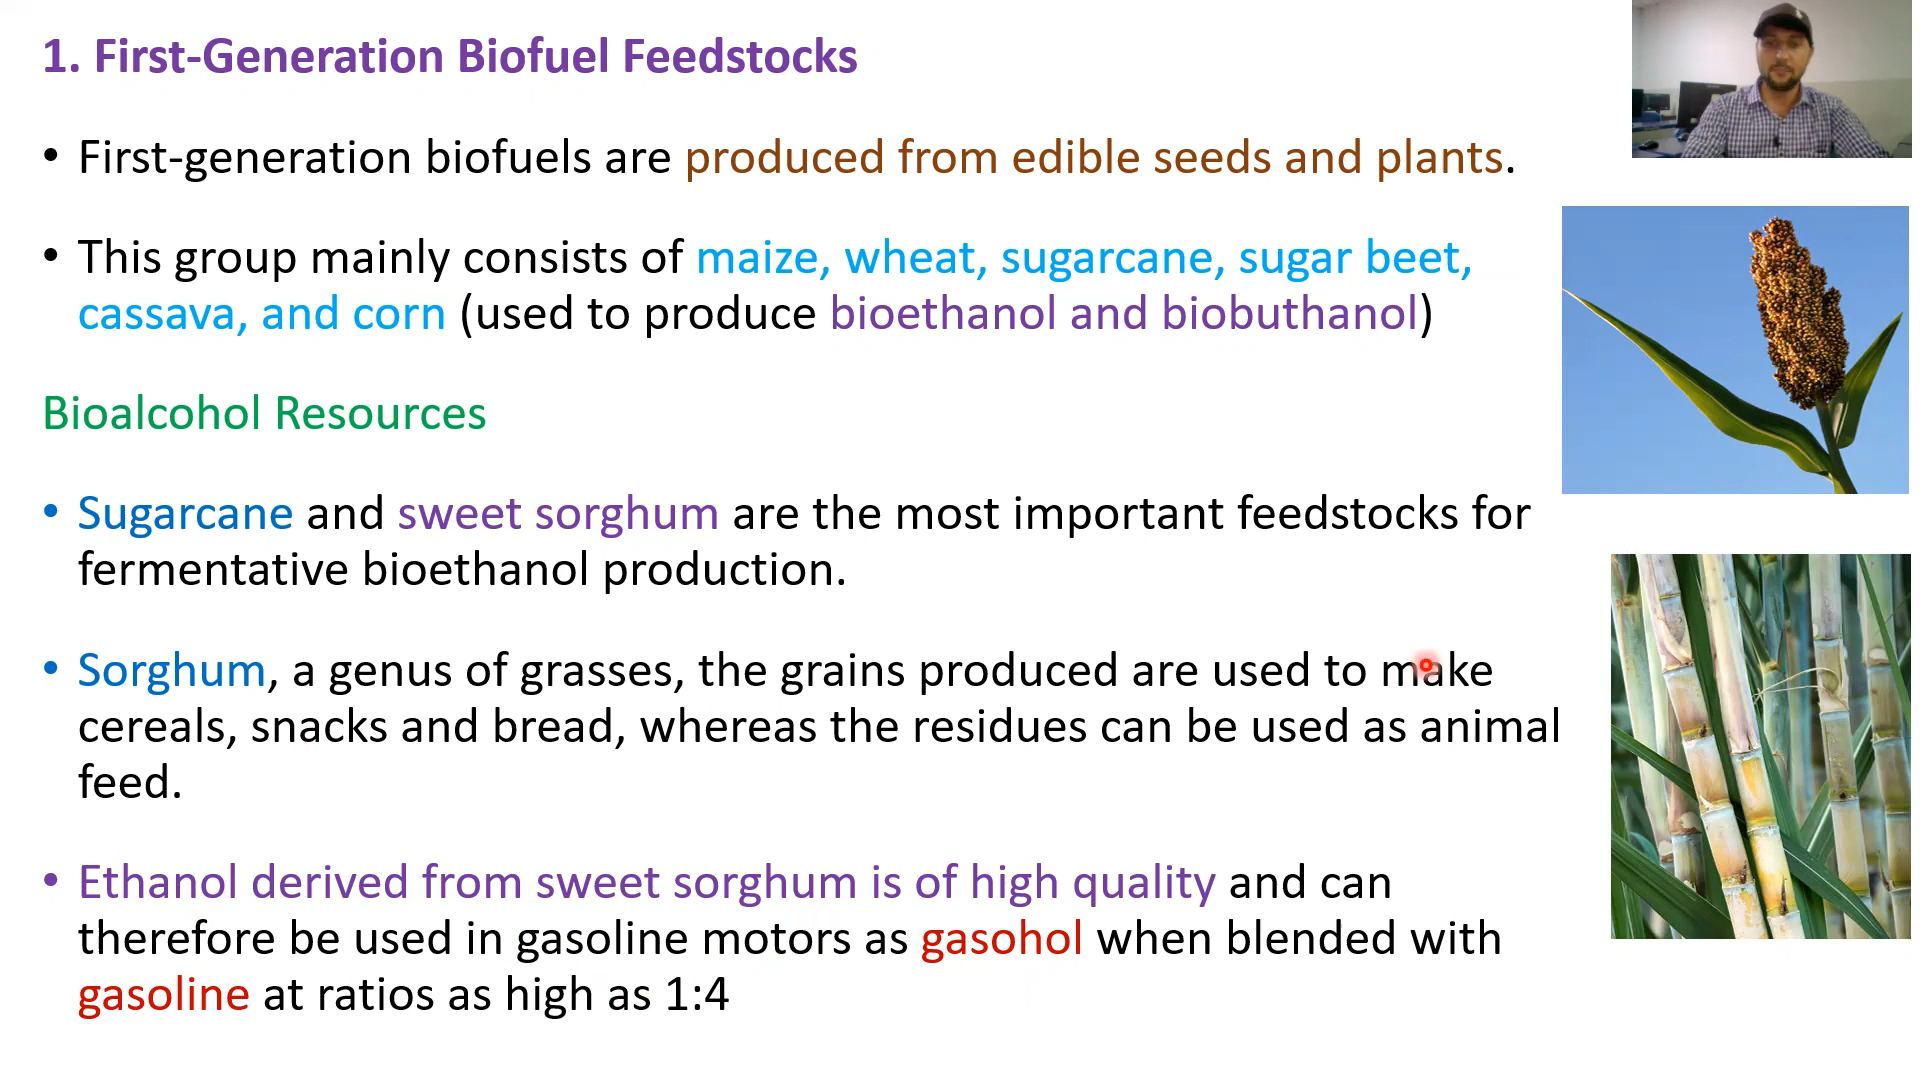 1. First-Generation Biofuel Feedstocks
• First-generation biofuels are produced from edible seeds and plants.
• This group mainly consists of maize, wheat, sugarcane, sugar beet,
cassava, and corn (used to produce bioethanol and biobuthanol)
Bioalcohol Resources
• Sugarcane and sweet sorghum are the most important feedstocks for
fermentative bioethanol production.
• Sorghum, a genus of grasses, the grains produced are used to make
cereals, snacks and bread, whereas the residues can be used as animal
feed.
• Ethanol derived from sweet sorghum is of high quality and can
therefore be used in gasoline motors as gasohol when blended with
gasoline at ratios as high as 1:4